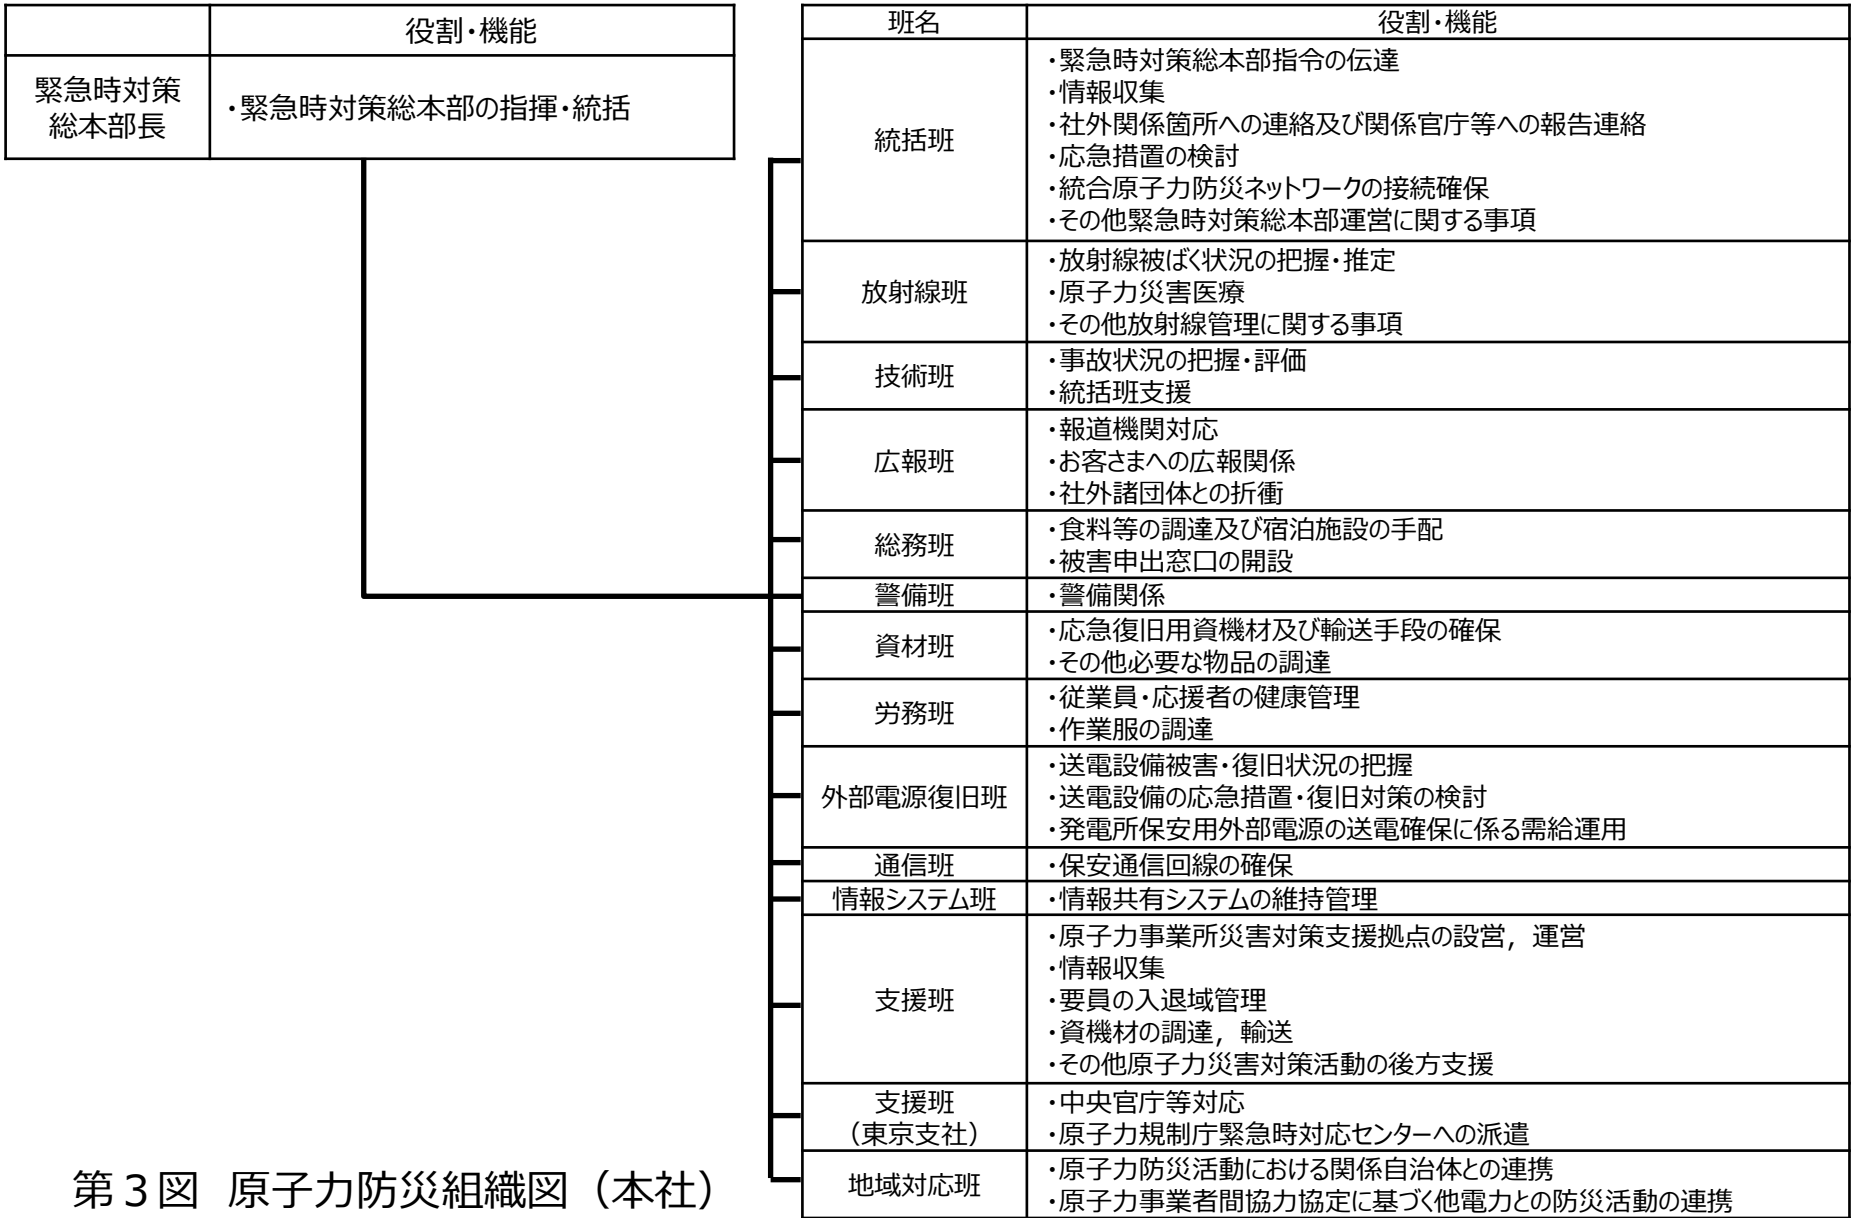 役割・機能
緊急時対策
総本部長
・緊急時対策総本部の指揮・統括
班名
役割・機能
統括班
・緊急時対策総本部指令の伝達
・情報収集
・社外関係箇所への連絡及び関係官庁等への報告連絡
・応急措置の検討
・統合原子力防災ネットワークの接続確保
・その他緊急時対策総本部運営に関する事項
放射線班
・放射線被ばく状況の把握・推定
・原子力災害医療
・その他放射線管理に関する事項
技術班
・事故状況の把握・評価
・統括班支援
広報班
・報道機関対応
・お客さまへの広報関係
・社外諸団体との折衝
総務班
・食料等の調達及び宿泊施設の手配
・被害申出窓口の開設
警備班
・警備関係
資材班
・応急復旧用資機材及び輸送手段の確保
・その他必要な物品の調達
労務班
・従業員・応援者の健康管理
・作業服の調達
外部電源復旧班
・送電設備被害・復旧状況の把握
・送電設備の応急措置・復旧対策の検討
・発電所保安用外部電源の送電確保に係る需給運用
通信班
・保安通信回線の確保
情報システム班
・情報共有システムの維持管理
支援班
・原子力事業所災害対策支援拠点の設営，運営
・情報収集
・要員の入退域管理
・資機材の調達，輸送
・その他原子力災害対策活動の後方支援
支援班
（東京支社）
・中央官庁等対応
・原子力規制庁緊急時対応センターへの派遣
地域対応班
・原子力防災活動における関係自治体との連携
・原子力事業者間協力協定に基づく他電力との防災活動の連携
第３図 原子力防災組織図（本社）